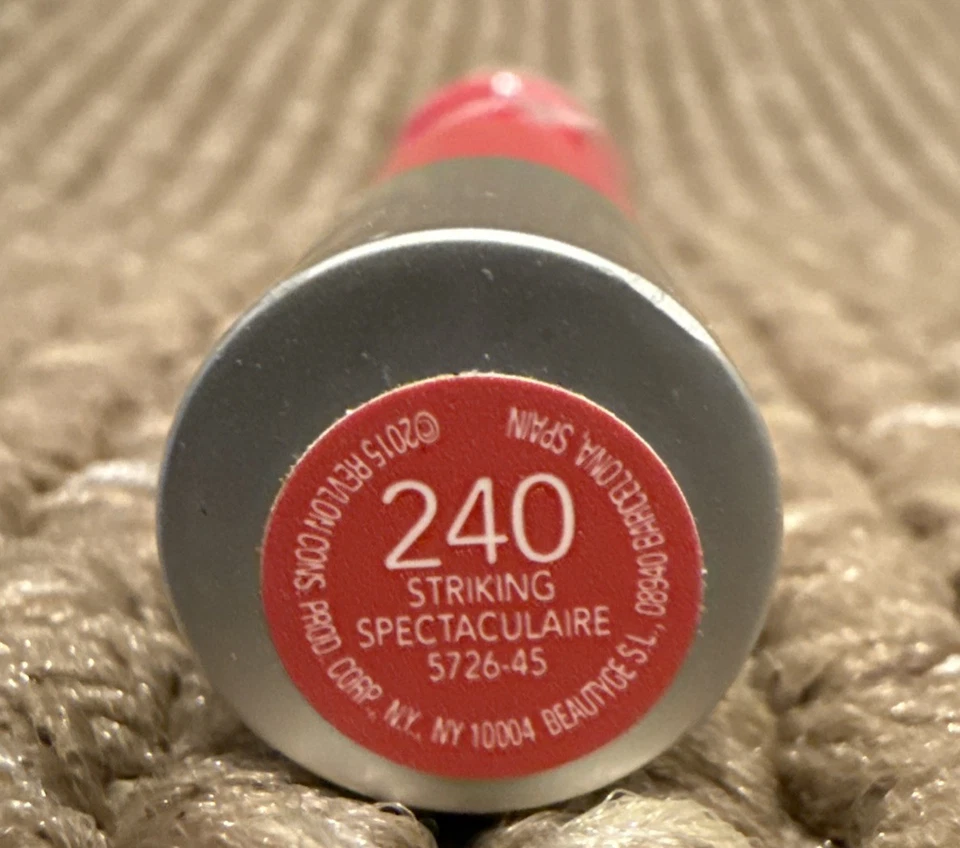 240
STRIKING
SPECTACULAIRE
5726-45
©2015 REVLON CONS. PROD. CORP., N.Y., NY 10004 BEAUTYGE S.L., 08940 BARCELONA, SPAIN